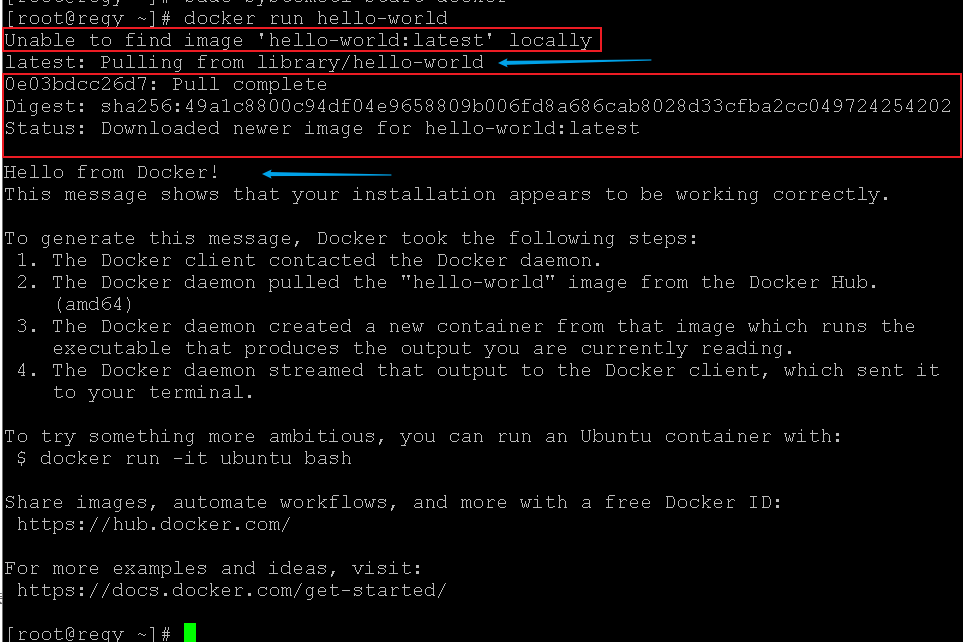 [root@regy ~]# docker run hello-world
Unable to find image 'hello-world:latest' locally
latest: Pulling from library/hello-world
0e03bdcc26d7: Pull complete
Digest: sha256:49a1c8800c94df04e9658809b006fd8a686cab8028d33cfba2cc049724254202
Status: Downloaded newer image for hello-world:latest
Hello from Docker!
This message shows that your installation appears to be working correctly.
To generate this message, Docker took the following steps:
1. The Docker client contacted the Docker daemon.
2. The Docker daemon pulled the "hello-world" image from the Docker Hub.
(amd64)
3. The Docker daemon created a new container from that image which runs the
executable that produces the output you are currently reading.
4. The Docker daemon streamed that output to the Docker client, which sent it
to your terminal.
To try something more ambitious, you can run an Ubuntu container with:
$ docker run -it ubuntu bash
Share images, automate workflows, and more with a free Docker ID:
https://hub.docker.com/
For more examples and ideas, visit:
https://docs.docker.com/get-started/
[root@regy ~]#